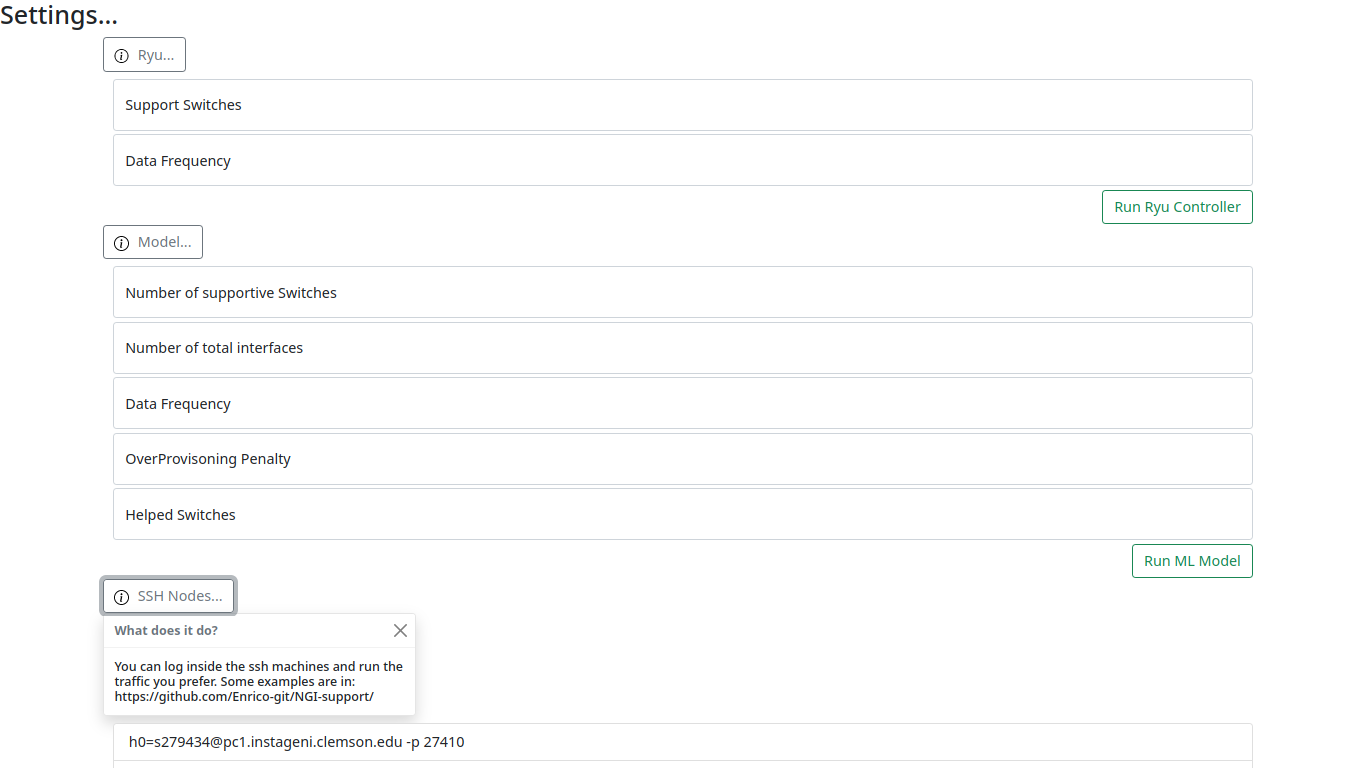 Settings...
Ryu...
Support Switches
Data Frequency
Run Ryu Controller
Model...
Number of supportive Switches
Number of total interfaces
Data Frequency
OverProvisoning Penalty
Helped Switches
Run ML Model
SSH Nodes...
What does it do?
You can log inside the ssh machines and run the
traffic you prefer. Some examples are in:
https://github.com/Enrico-git/NGI-support/
h0=s279434@pc1.instageni.clemson.edu -p 27410